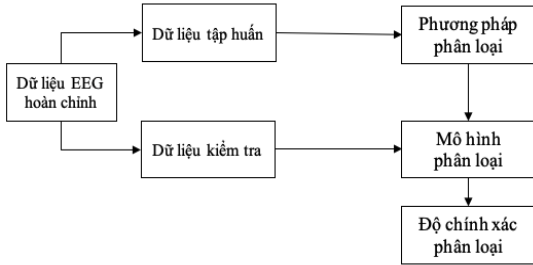 Dữ liệu tập huấn
Phương pháp
phân loại
Dữ liệu EEG
hoàn chỉnh
Dữ liệu kiểm tra
Mô hình
phân loại
Độ chính xác
phân loại